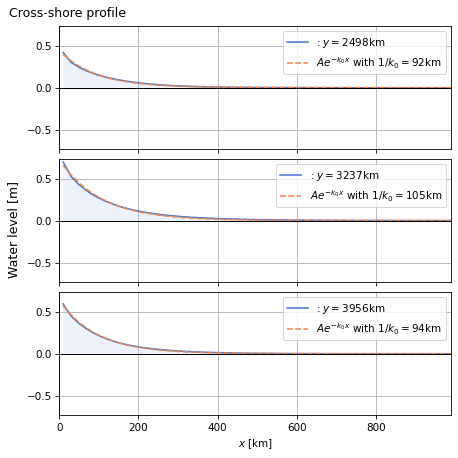 Cross-shore profile
0.5
0.0
−0.5
: y = 2498km
Ae^{−k₀x} with 1/k₀ = 92km
Water level [m]
0.5
0.0
−0.5
: y = 3237km
Ae^{−k₀x} with 1/k₀ = 105km
0.5
0.0
−0.5
: y = 3956km
Ae^{−k₀x} with 1/k₀ = 94km
0 200 400 600 800
x [km]